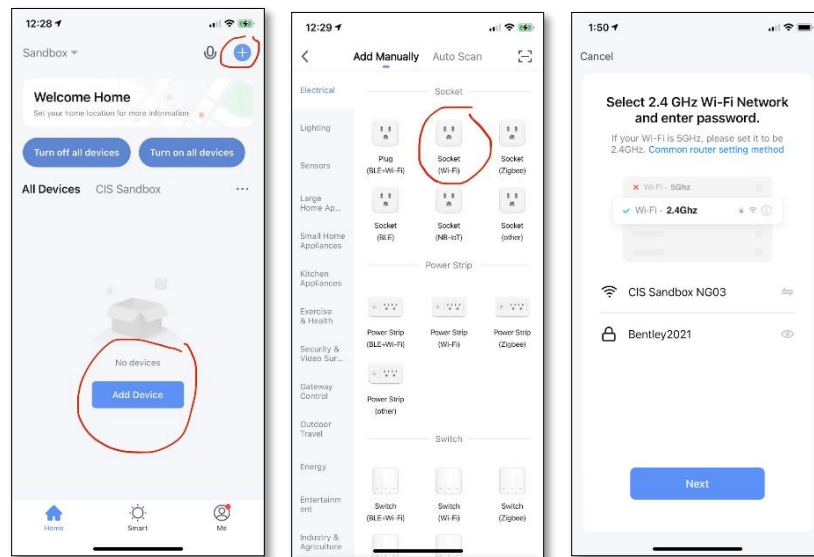 12:28
Sandbox
Welcome Home
Set your home location for more information
Turn off all devices
Turn on all devices
All Devices CIS Sandbox ...
No devices
Add Device
Home Smart Me
12:29
Add Manually Auto Scan
Electrical
Lighting
Sensors
Large
Home Ap...
Small Home
Appliances
Kitchen
Appliances
Exercise
& Health
Security &
Video Sur...
Gateway
Control
Outdoor
Travel
Energy
Entertainm
ent
Industry &
Agriculture
Socket
Plug
(BLE+Wi-Fi)
Socket
(Wi-Fi)
Socket
(Zigbee)
Socket
(BLE)
Socket
(NB-IoT)
Socket
(other)
Power Strip
Power Strip
(BLE+Wi-Fi)
Power Strip
(Wi-Fi)
Power Strip
(Zigbee)
Power Strip
(other)
Switch
Switch
(BLE+Wi-Fi)
Switch
(Wi-Fi)
Switch
(Zigbee)
1:50
Cancel
Select 2.4 GHz Wi-Fi Network
and enter password.
If your Wi-Fi is 5GHz, please set it to be
2.4GHz. Common router setting method
Wi-Fi - 5Ghz
Wi-Fi - 2.4Ghz
CIS Sandbox NG03
Bentley2021
Next